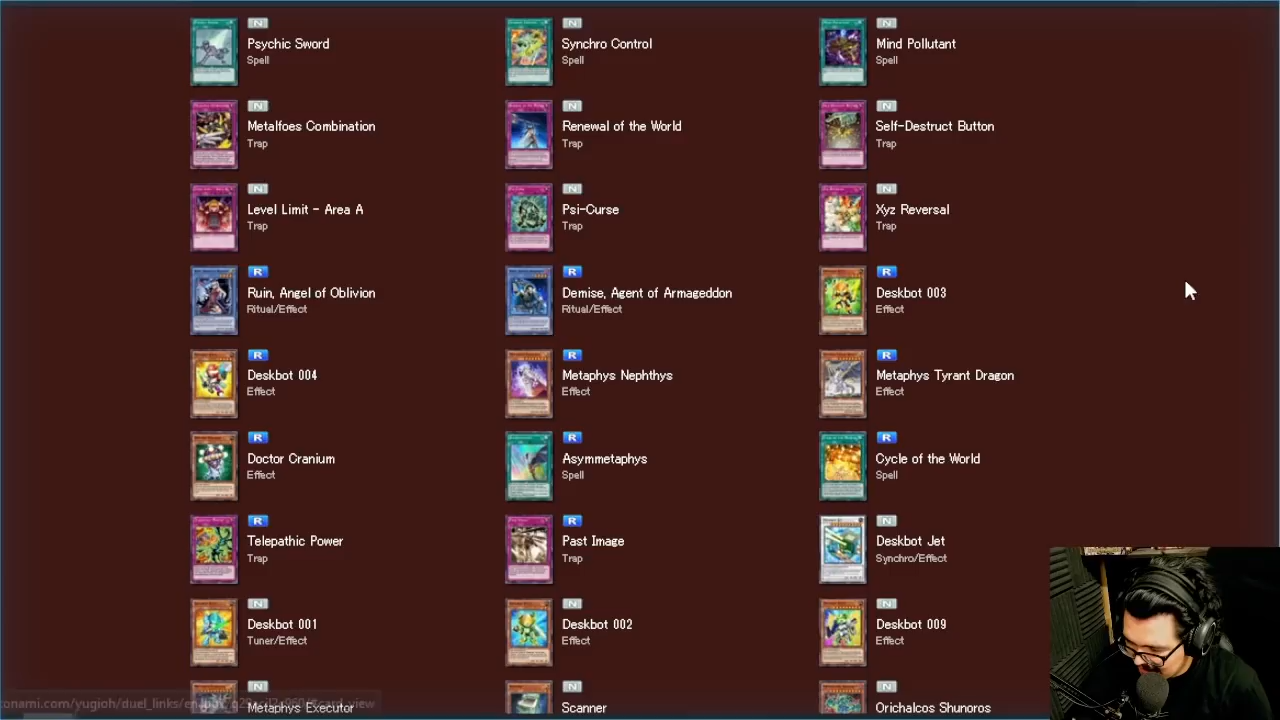 N
Psychic Sword
Spell
N
Synchro Control
Spell
N
Mind Pollutant
Spell
N
Metalfoes Combination
Trap
N
Renewal of the World
Trap
N
Self-Destruct Button
Trap
N
Level Limit - Area A
Trap
N
Psi-Curse
Trap
N
Xyz Reversal
Trap
R
Ruin, Angel of Oblivion
Ritual/Effect
R
Demise, Agent of Armageddon
Ritual/Effect
R
Deskbot 003
Effect
R
Deskbot 004
Effect
R
Metaphys Nephthys
Effect
R
Metaphys Tyrant Dragon
Effect
R
Doctor Cranium
Effect
R
Asymmetaphys
Spell
R
Cycle of the World
Spell
R
Telepathic Power
Trap
R
Past Image
Trap
N
Deskbot Jet
Synchro/Effect
N
Deskbot 001
Tuner/Effect
N
Deskbot 002
Effect
N
Deskbot 009
Effect
N
Metaphys Executor
N
Scanner
N
Orichalcos Shunoros